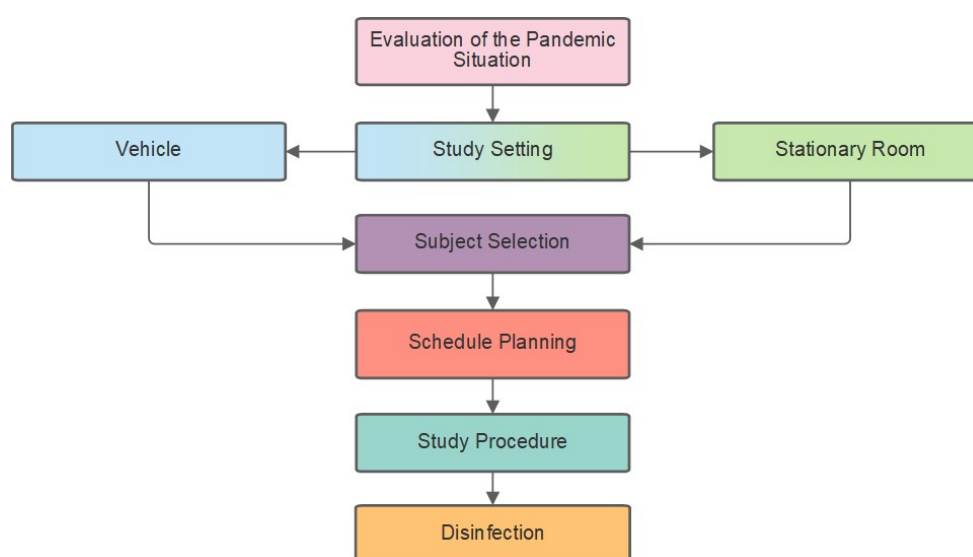 Evaluation of the Pandemic
Situation
Vehicle
Study Setting
Stationary Room
Subject Selection
Schedule Planning
Study Procedure
Disinfection